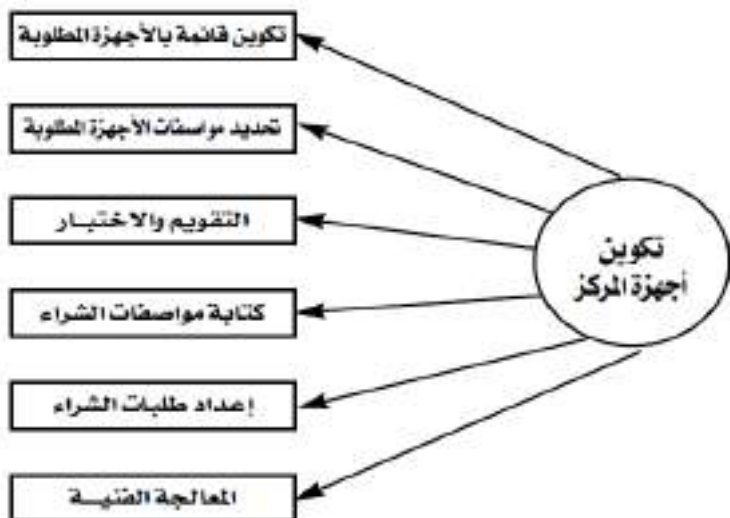 تكوين
أجهزة المركز
تكوين قائمة بالأجهزة المطلوبة
تحديد مواصفات الأجهزة المطلوبة
التقويم والاختبار
كتابة مواصفات الشراء
إعداد طلبات الشراء
المعالجة الفنية